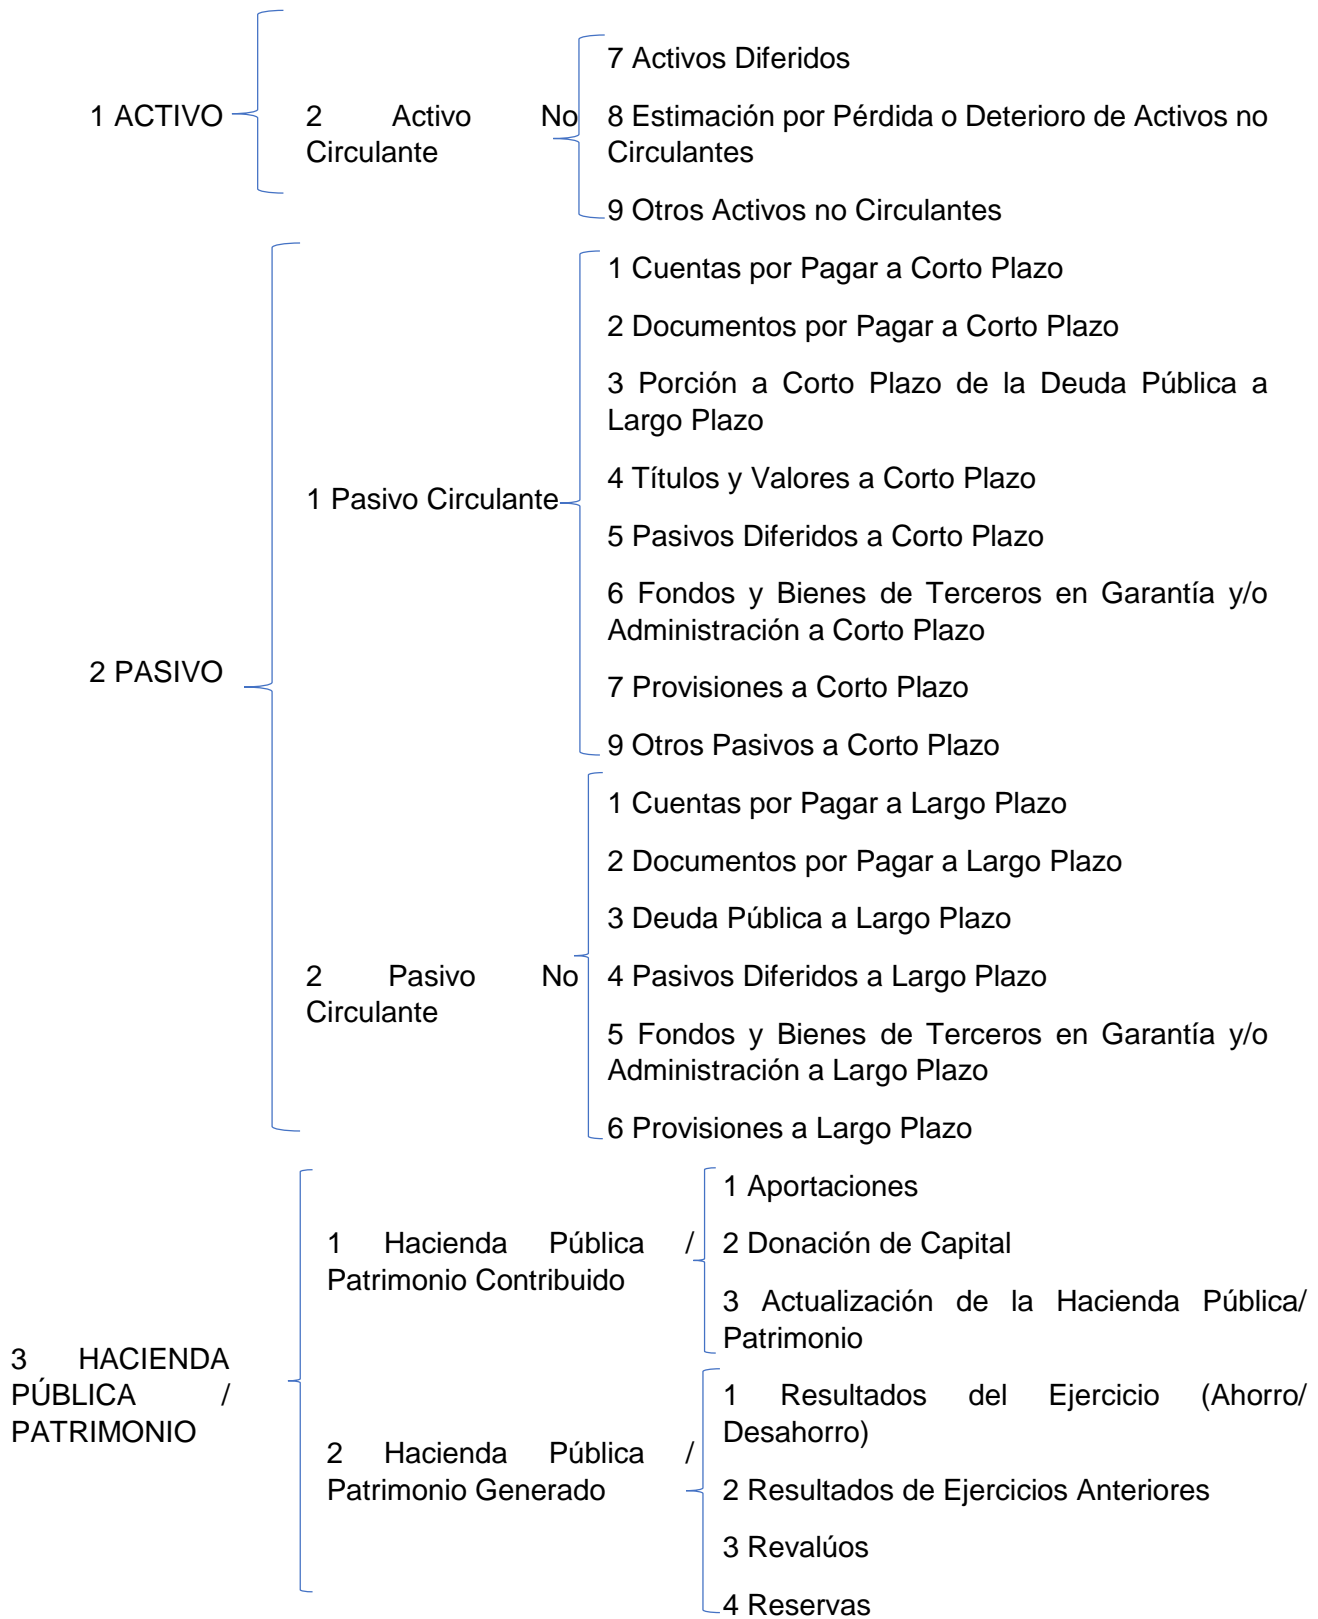 1 ACTIVO
2 Activo No
Circulante
7 Activos Diferidos
8 Estimación por Pérdida o Deterioro de Activos no
Circulantes
9 Otros Activos no Circulantes
2 PASIVO
1 Pasivo Circulante
1 Cuentas por Pagar a Corto Plazo
2 Documentos por Pagar a Corto Plazo
3 Porción a Corto Plazo de la Deuda Pública a
Largo Plazo
4 Títulos y Valores a Corto Plazo
5 Pasivos Diferidos a Corto Plazo
6 Fondos y Bienes de Terceros en Garantía y/o
Administración a Corto Plazo
7 Provisiones a Corto Plazo
9 Otros Pasivos a Corto Plazo
2 Pasivo No
Circulante
1 Cuentas por Pagar a Largo Plazo
2 Documentos por Pagar a Largo Plazo
3 Deuda Pública a Largo Plazo
4 Pasivos Diferidos a Largo Plazo
5 Fondos y Bienes de Terceros en Garantía y/o
Administración a Largo Plazo
6 Provisiones a Largo Plazo
3 HACIENDA
PÚBLICA /
PATRIMONIO
1 Hacienda Pública /
Patrimonio Contribuido
1 Aportaciones
2 Donación de Capital
3 Actualización de la Hacienda Pública/
Patrimonio
2 Hacienda Pública /
Patrimonio Generado
1 Resultados del Ejercicio (Ahorro/
Desahorro)
2 Resultados de Ejercicios Anteriores
3 Revalúos
4 Reservas